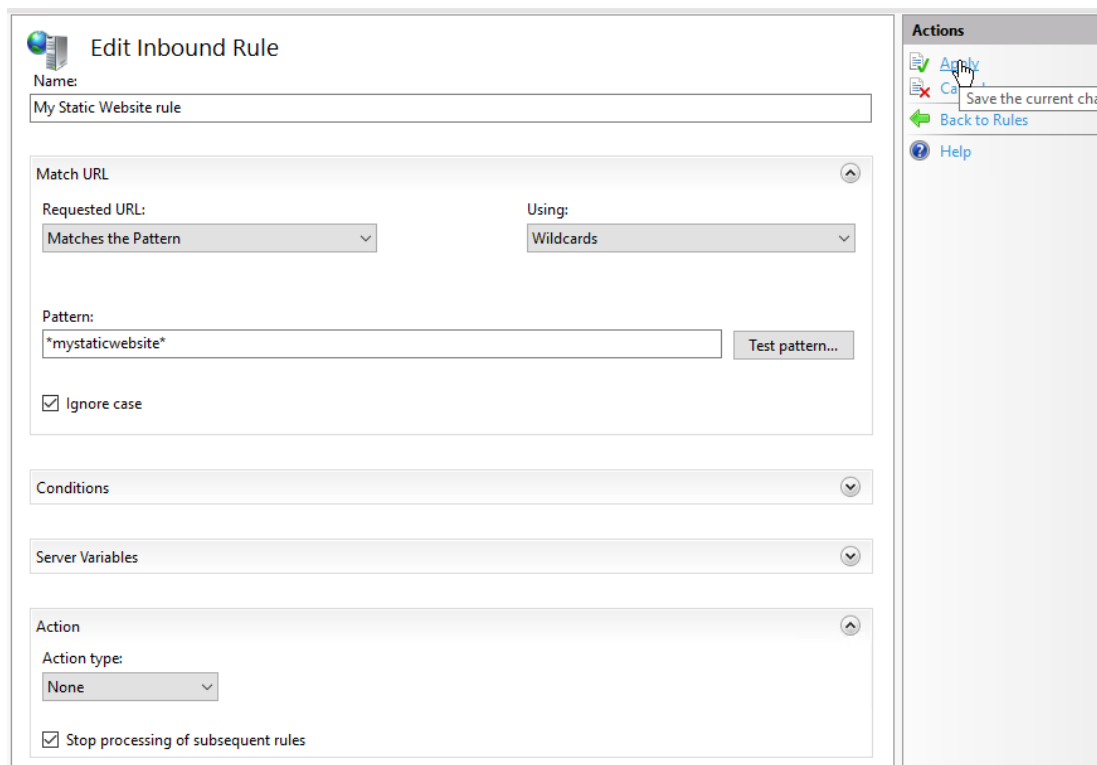 Edit Inbound Rule
Name:
My Static Website rule
Match URL
Requested URL:
Using:
Matches the Pattern
Wildcards
Pattern:
*mystaticwebsite*
Test pattern...
Ignore case
Conditions
Server Variables
Action
Action type:
None
Stop processing of subsequent rules
Actions
Apply
Save the current
Back to Rules
Help